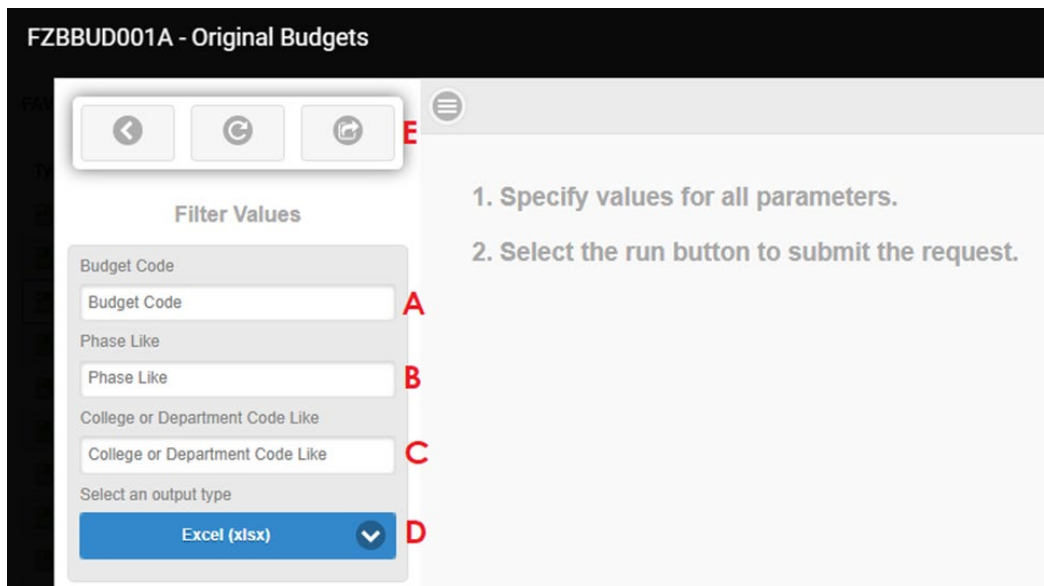 FZBBUD001A - Original Budgets
E
Filter Values
Budget Code
Budget Code
A
Phase Like
Phase Like
B
College or Department Code Like
College or Department Code Like
C
Select an output type
Excel (xlsx)
D
1. Specify values for all parameters.
2. Select the run button to submit the request.